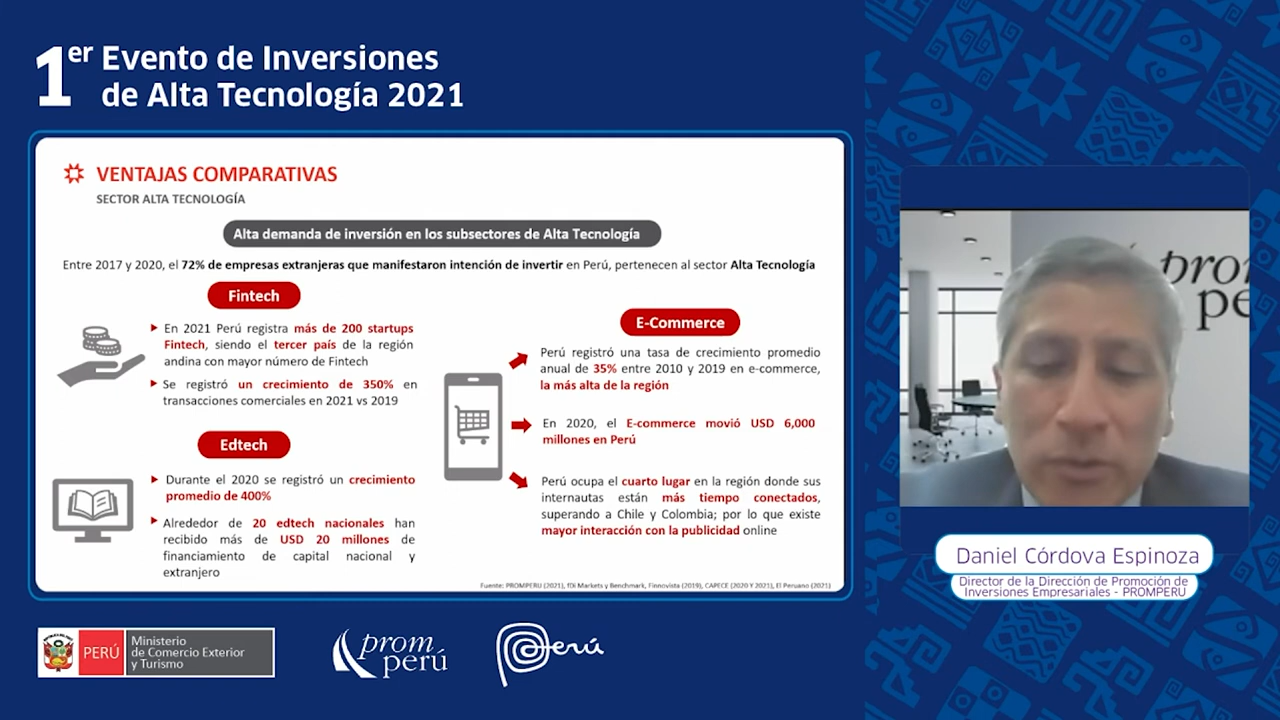 1er Evento de Inversiones
de Alta Tecnología 2021
VENTAJAS COMPARATIVAS
SECTOR ALTA TECNOLOGÍA
Alta demanda de inversión en los subsectores de Alta Tecnología
Entre 2017 y 2020, el 72% de empresas extranjeras que manifestaron intención de invertir en Perú, pertenecen al sector Alta Tecnología
Fintech
En 2021 Perú registra más de 200 startups
Fintech, siendo el tercer país de la región
andina con mayor número de Fintech
Se registró un crecimiento de 350% en
transacciones comerciales en 2021 vs 2019
Edtech
Durante el 2020 se registró un crecimiento
promedio de 400%
Alrededor de 20 edtech nacionales han
recibido más de USD 20 millones de
financiamiento de capital nacional y
extranjero
E-Commerce
Perú registró una tasa de crecimiento promedio
anual de 35% entre 2010 y 2019 en e-commerce,
la más alta de la región
En 2020, el E-commerce movió USD 6,000
millones en Perú
Perú ocupa el cuarto lugar en la región donde sus
internautas están más tiempo conectados,
superando a Chile y Colombia; por lo que existe
mayor interacción con la publicidad online
Fuente: PROMPERU (2021), fDi Markets y Benchmark, Finnovista (2019), CAPECE (2020 Y 2021), El Peruano (2021)
pro
pe
Daniel Córdova Espinoza
Director de la Dirección de Promoción de
Inversiones Empresariales - PROMPERÚ
PERÚ
Ministerio
de Comercio Exterior
y Turismo
prom
perú
Perú